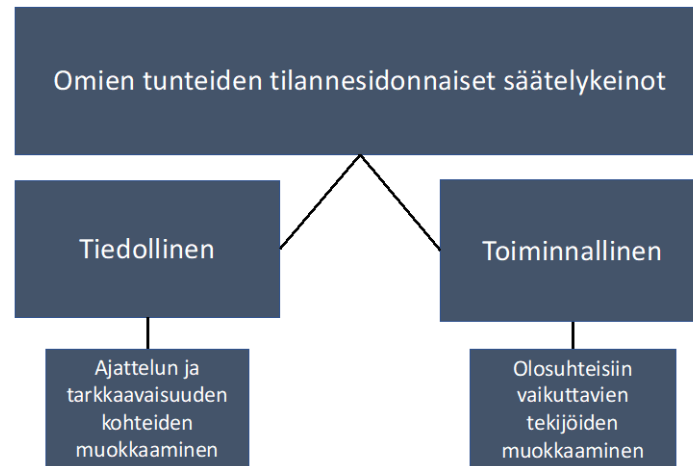 Omien tunteiden tilannesidonnaiset säätelykeinot
Tiedollinen
Toiminnallinen
Ajattelun ja
tarkkaavaisuuden
kohteiden
muokkaaminen
Olosuhteisiin
vaikuttavien
tekijöiden
muokkaaminen